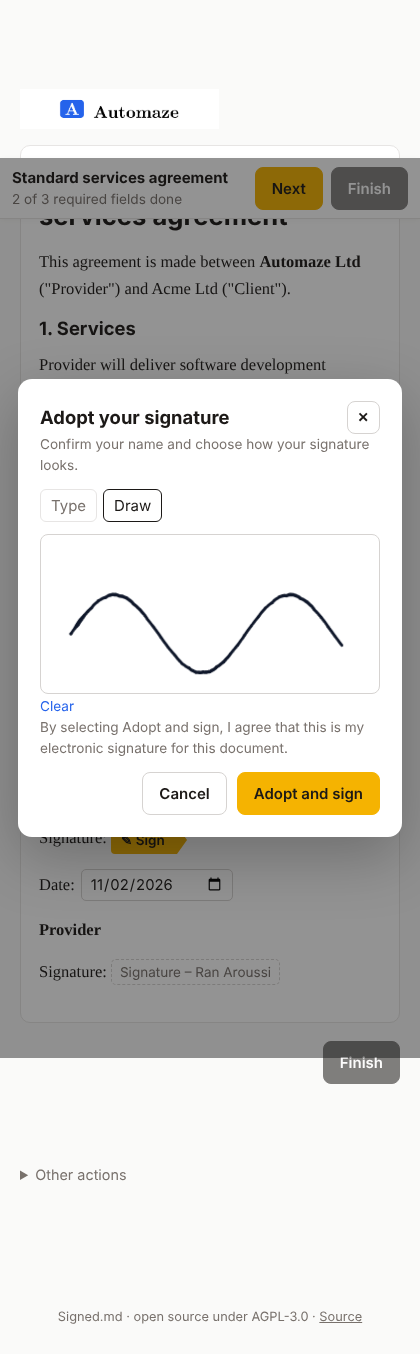 A Automaze
Standard services agreement
2 of 3 required fields done
Next
Finish
services agreement
This agreement is made between Automaze Ltd
("Provider") and Acme Ltd ("Client").
1. Services
Provider will deliver software development
Adopt your signature
×
Confirm your name and choose how your signature
looks.
Type
Draw
Clear
By selecting Adopt and sign, I agree that this is my
electronic signature for this document.
Cancel
Adopt and sign
Signature: ✎ Sign
Date: 11/02/2026
Provider
Signature: Signature – Ran Aroussi
Finish
▶ Other actions
Signed.md · open source under AGPL-3.0 · Source